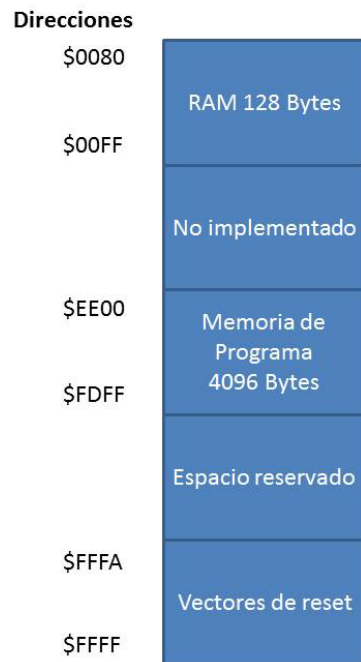 Direcciones
$0080
RAM 128 Bytes
$00FF
No implementado
$EE00
Memoria de
Programa
4096 Bytes
$FDFF
Espacio reservado
$FFFA
Vectores de reset
$FFFF